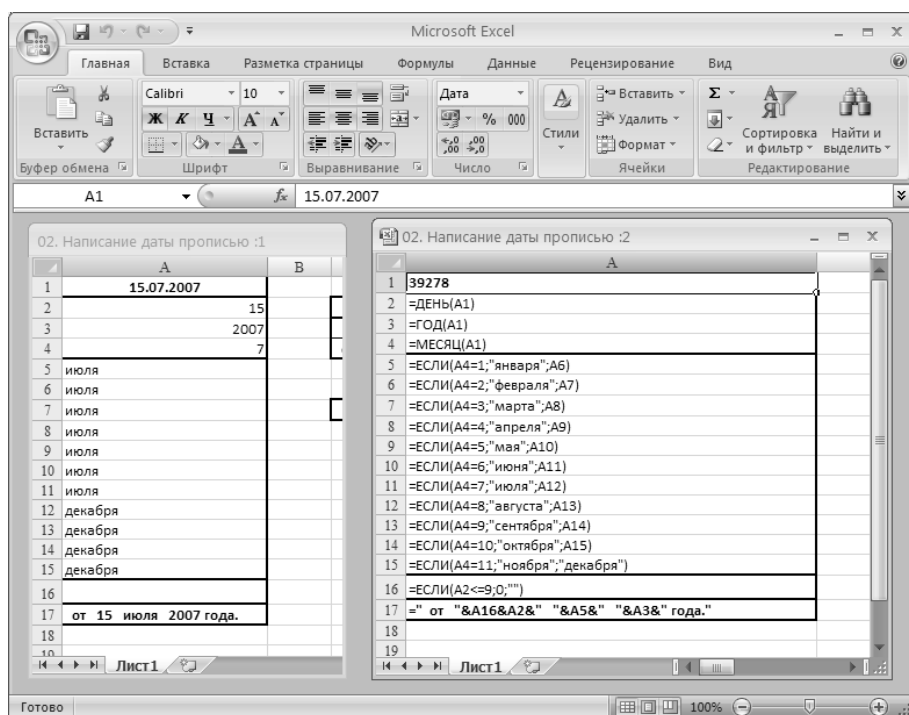 Microsoft Excel
Главная Вставка Разметка страницы Формулы Данные Рецензирование Вид
Calibri 10 Дата Σ Вставить
Ж К Ч А А % 000 Удалить
Вставить Стили Формат Сортировка и фильтр Найти и выделить
Буфер обмена Шрифт Выравнивание Число Ячейки Редактирование
A1 fx 15.07.2007
02. Написание даты прописью :1
A B
1 15.07.2007
2 15
3 2007
4 7
5 июля
6 июля
7 июля
8 июля
9 июля
10 июля
11 июля
12 декабря
13 декабря
14 декабря
15 декабря
16
17 от 15 июля 2007 года.
18
19
Лист1
02. Написание даты прописью :2
A
1 39278
2 =ДЕНЬ(A1)
3 =ГОД(A1)
4 =МЕСЯЦ(A1)
5 =ЕСЛИ(A4=1;"января";A6)
6 =ЕСЛИ(A4=2;"февраля";A7)
7 =ЕСЛИ(A4=3;"марта";A8)
8 =ЕСЛИ(A4=4;"апреля";A9)
9 =ЕСЛИ(A4=5;"мая";A10)
10 =ЕСЛИ(A4=6;"июня";A11)
11 =ЕСЛИ(A4=7;"июля";A12)
12 =ЕСЛИ(A4=8;"августа";A13)
13 =ЕСЛИ(A4=9;"сентября";A14)
14 =ЕСЛИ(A4=10;"октября";A15)
15 =ЕСЛИ(A4=11;"ноября";"декабря")
16 =ЕСЛИ(A2<=9;0;"")
17 =" от "&A16&A2&" "&A5&" "&A3&" года."
18
19
Лист1
Готово 100%